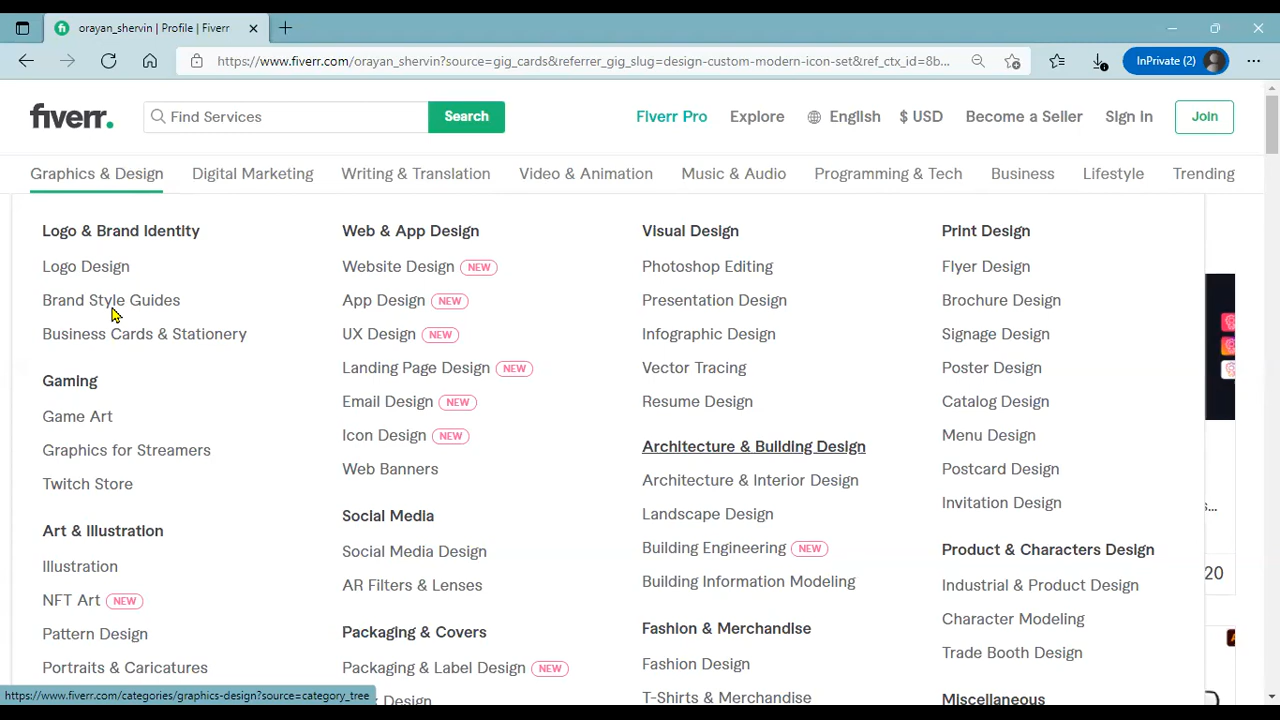 orayan_shervin | Profile | Fiverr
https://www.fiverr.com/orayan_shervin?source=gig_cards&referrer_gig_slug=design-custom-modern-icon-set&ref_ctx_id=8b...
InPrivate (2)
fiverr.
Find Services
Search
Fiverr Pro
Explore
English
$ USD
Become a Seller
Sign In
Join
Graphics & Design
Digital Marketing
Writing & Translation
Video & Animation
Music & Audio
Programming & Tech
Business
Lifestyle
Trending
Logo & Brand Identity
Logo Design
Brand Style Guides
Business Cards & Stationery
Gaming
Game Art
Graphics for Streamers
Twitch Store
Art & Illustration
Illustration
NFT Art NEW
Pattern Design
Portraits & Caricatures
Web & App Design
Website Design NEW
App Design NEW
UX Design NEW
Landing Page Design NEW
Email Design NEW
Icon Design NEW
Web Banners
Social Media
Social Media Design
AR Filters & Lenses
Packaging & Covers
Packaging & Label Design NEW
Design
Visual Design
Photoshop Editing
Presentation Design
Infographic Design
Vector Tracing
Resume Design
Architecture & Building Design
Architecture & Interior Design
Landscape Design
Building Engineering NEW
Building Information Modeling
Fashion & Merchandise
Fashion Design
T-Shirts & Merchandise
Print Design
Flyer Design
Brochure Design
Signage Design
Poster Design
Catalog Design
Menu Design
Postcard Design
Invitation Design
Product & Characters Design
Industrial & Product Design
Character Modeling
Trade Booth Design
Miscellaneous
s...
20
https://www.fiverr.com/categories/graphics-design?source=category_tree